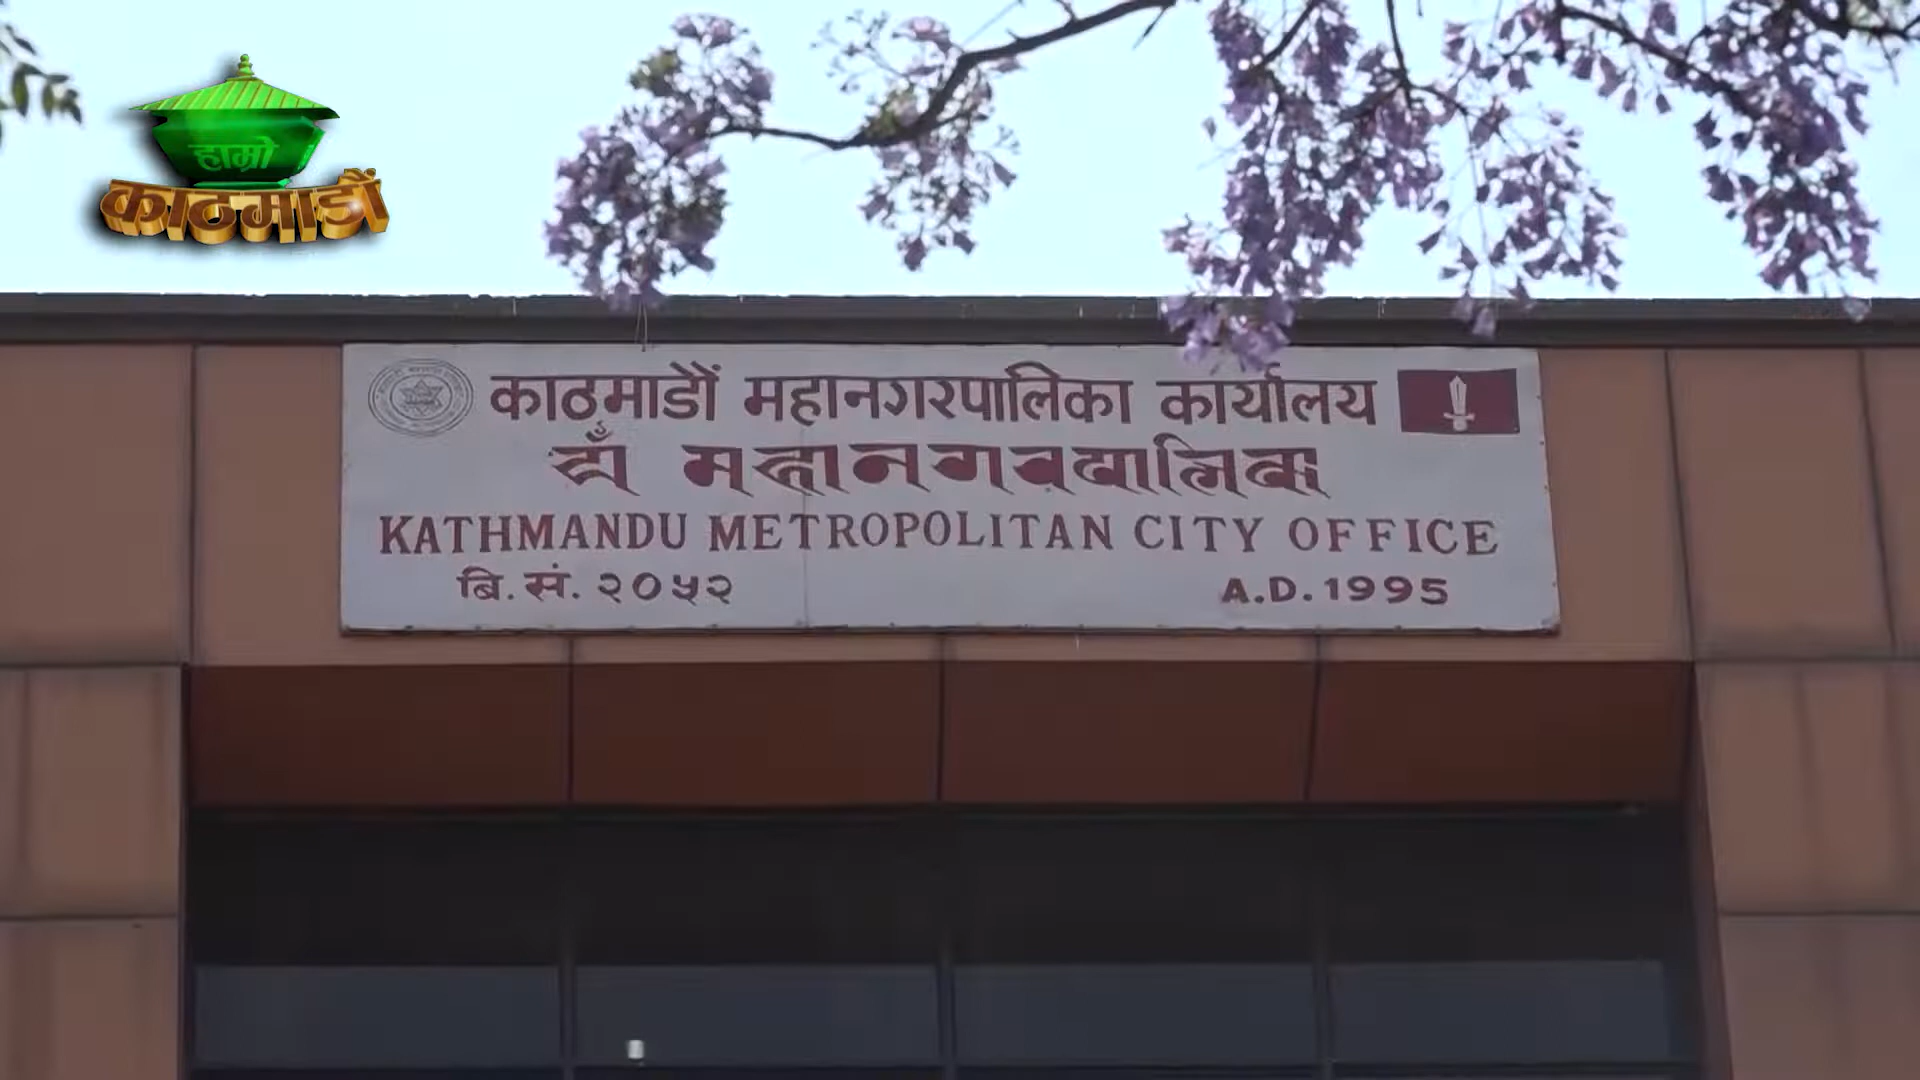 हाम्रो
काठमाडौं
काठमाडौं महानगरपालिका कार्यालय
KATHMANDU METROPOLITAN CITY OFFICE
बि.सं. २०५२
A.D.1995